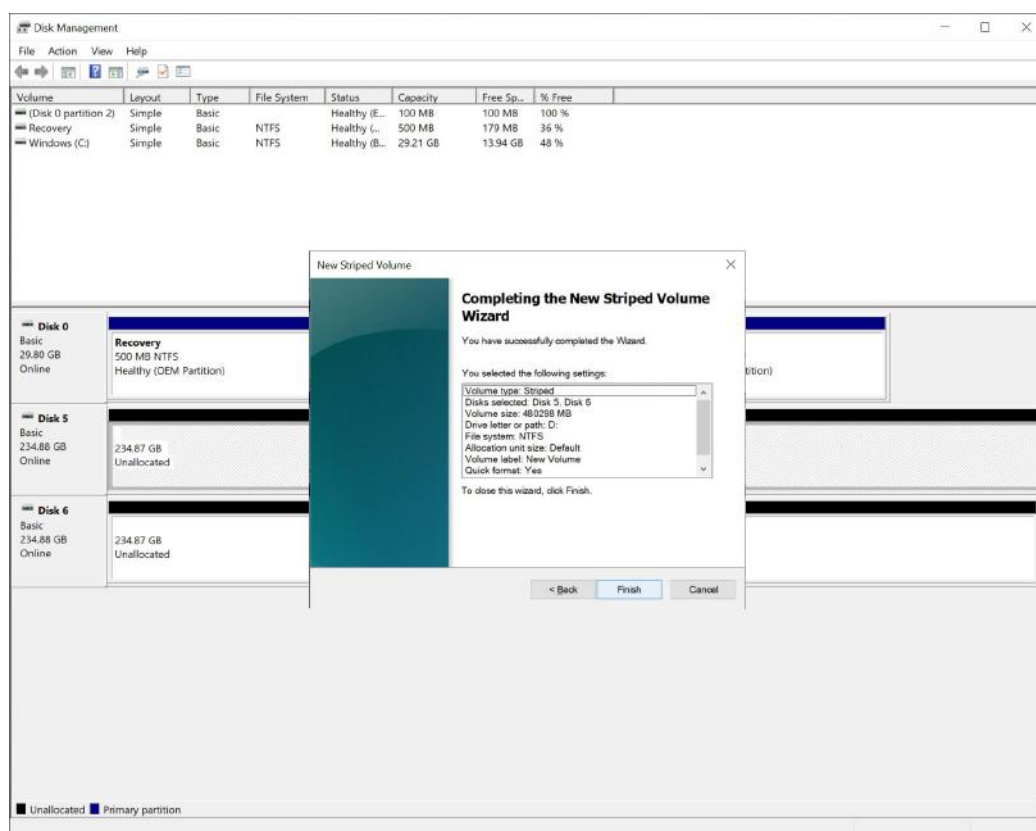 Disk Management
File Action View Help
Volume Layout Type File System Status Capacity Free Sp... % Free
(Disk 0 partition 2) Simple Basic Healthy (E... 100 MB 100 MB 100 %
Recovery Simple Basic NTFS Healthy (... 500 MB 179 MB 36 %
Windows (C:) Simple Basic NTFS Healthy (B... 29.21 GB 13.94 GB 48 %
New Striped Volume
Completing the New Striped Volume
Wizard
You have successfully completed the Wizard.
You selected the following settings:
Volume type: Striped
Disks selected: Disk 5, Disk 6
Volume size: 480298 MB
Drive letter or path: D:
File system: NTFS
Allocation unit size: Default
Volume label: New Volume
Quick format: Yes
To close this wizard, click Finish.
< Back Finish Cancel
Disk 0
Basic
29.80 GB
Online
Recovery
500 MB NTFS
Healthy (OEM Partition)
tition)
Disk 5
Basic
234.88 GB
Online
234.87 GB
Unallocated
Disk 6
Basic
234.88 GB
Online
234.87 GB
Unallocated
Unallocated Primary partition